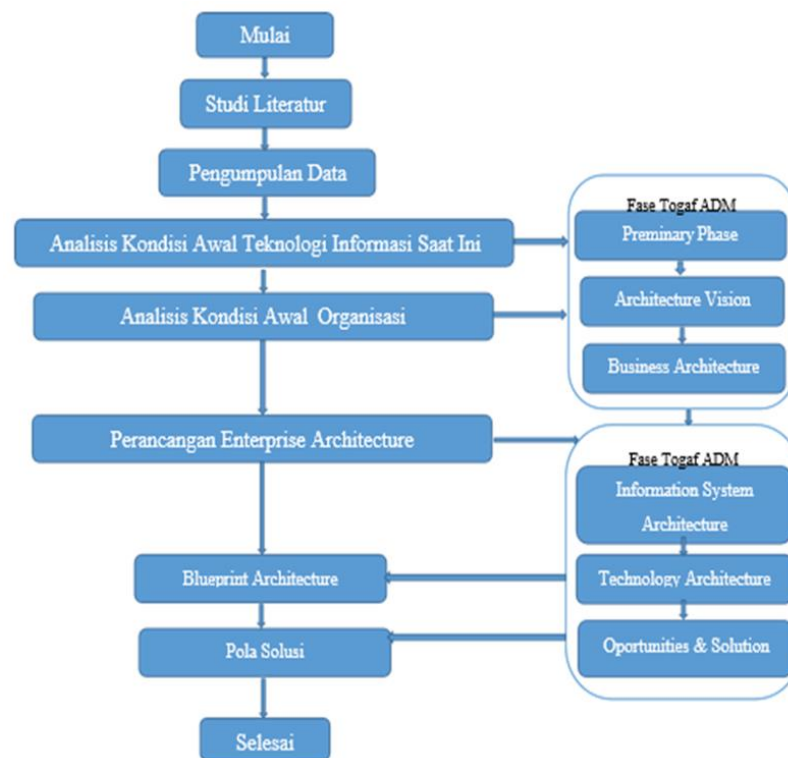 Mulai
Studi Literatur
Pengumpulan Data
Analisis Kondisi Awal Teknologi Informasi Saat Ini
Analisis Kondisi Awal Organisasi
Perancangan Enterprise Architecture
Blueprint Architecture
Pola Solusi
Selesai
Fase Togaf ADM
Preminary Phase
Architecture Vision
Business Architecture
Fase Togaf ADM
Information System
Architecture
Technology Architecture
Oportunities & Solution